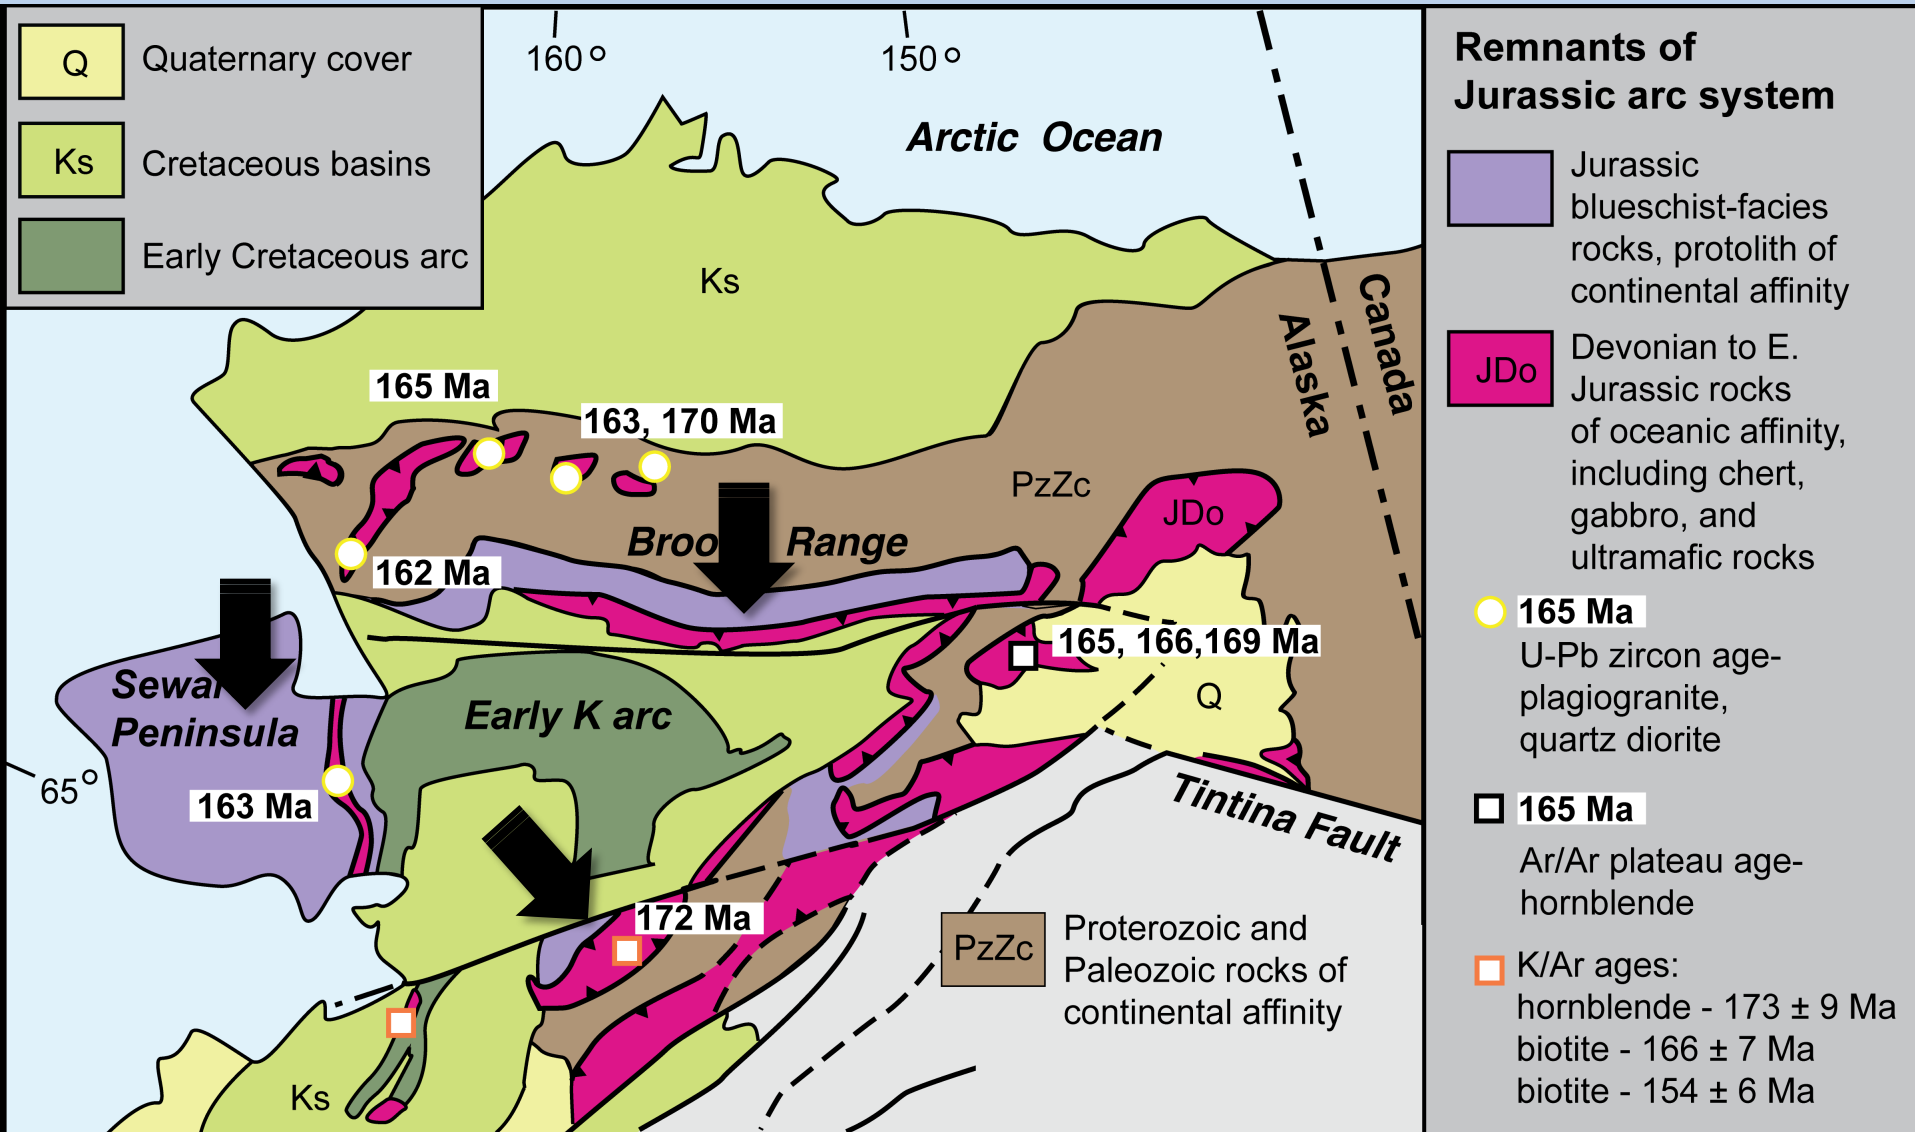 Q Quaternary cover
Ks Cretaceous basins
Early Cretaceous arc
160° 150°
Arctic Ocean
Ks
Canada
Alaska
165 Ma
163, 170 Ma
PzZc
JDo
Range
162 Ma
165, 166,169 Ma
Q
Peninsula
Early K arc
65°
163 Ma
Tintina Fault
172 Ma
PzZc
Proterozoic and
Paleozoic rocks of
continental affinity
Ks
Remnants of
Jurassic arc system
Jurassic
blueschist-facies
rocks, protolith of
continental affinity
JDo
Devonian to E.
Jurassic rocks
of oceanic affinity,
including chert,
gabbro, and
ultramafic rocks
165 Ma
U-Pb zircon age-
plagiogranite,
quartz diorite
165 Ma
Ar/Ar plateau age-
hornblende
K/Ar ages:
hornblende - 173 ± 9 Ma
biotite - 166 ± 7 Ma
biotite - 154 ± 6 Ma